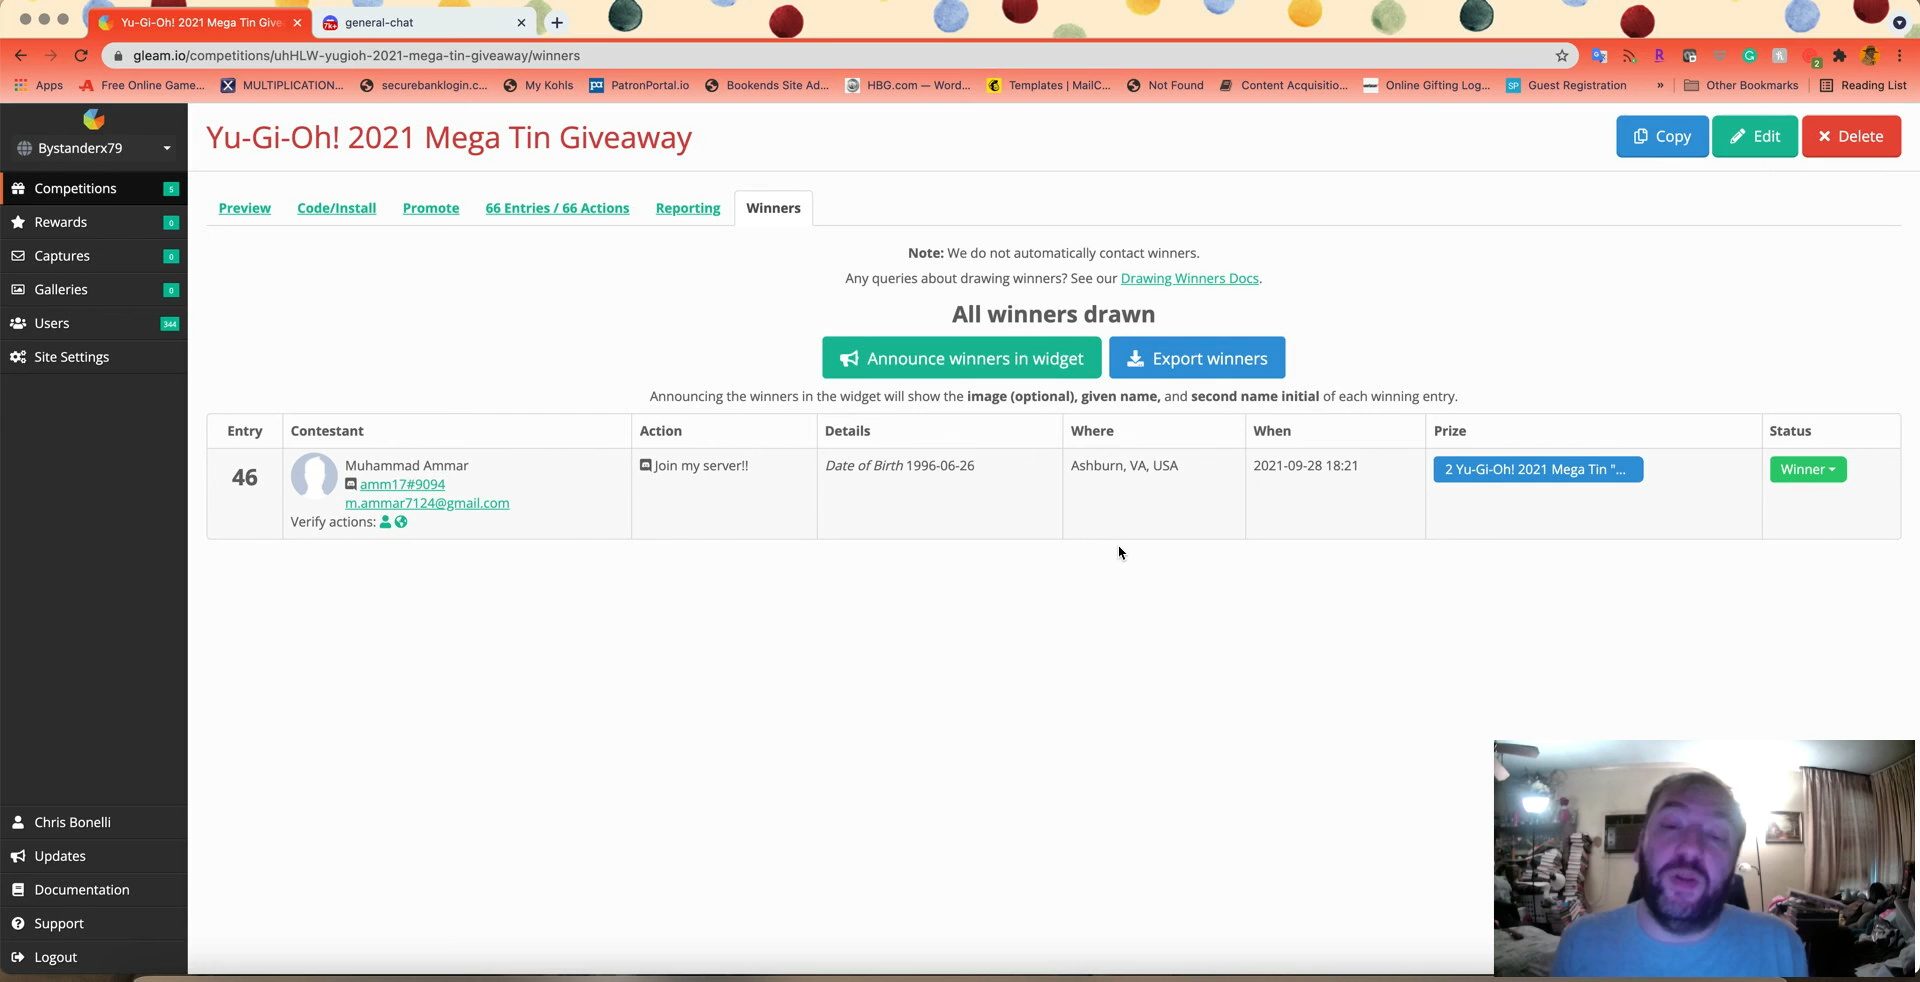 Yu-Gi-Oh! 2021 Mega Tin Give
general-chat
gleam.io/competitions/uhHLW-yugioh-2021-mega-tin-giveaway/winners
Apps
Free Online Game...
MULTIPLICATION...
securebanklogin.c...
My Kohls
PatronPortal.io
Bookends Site Ad...
HBG.com — Word...
Templates | MailC...
Not Found
Content Acquisitio...
Online Gifting Log...
SP Guest Registration
»
Other Bookmarks
Reading List
Bystanderx79
Yu-Gi-Oh! 2021 Mega Tin Giveaway
Copy
Edit
Delete
Competitions 5
Rewards 0
Captures 0
Galleries 0
Users 344
Site Settings
Preview
Code/Install
Promote
66 Entries / 66 Actions
Reporting
Winners
Note: We do not automatically contact winners.
Any queries about drawing winners? See our Drawing Winners Docs.
All winners drawn
Announce winners in widget
Export winners
Announcing the winners in the widget will show the image (optional), given name, and second name initial of each winning entry.
Entry Contestant Action Details Where When Prize Status
46
Muhammad Ammar
amm17#9094
m.ammar7124@gmail.com
Verify actions:
Join my server!!
Date of Birth 1996-06-26
Ashburn, VA, USA
2021-09-28 18:21
2 Yu-Gi-Oh! 2021 Mega Tin "...
Winner
Chris Bonelli
Updates
Documentation
Support
Logout